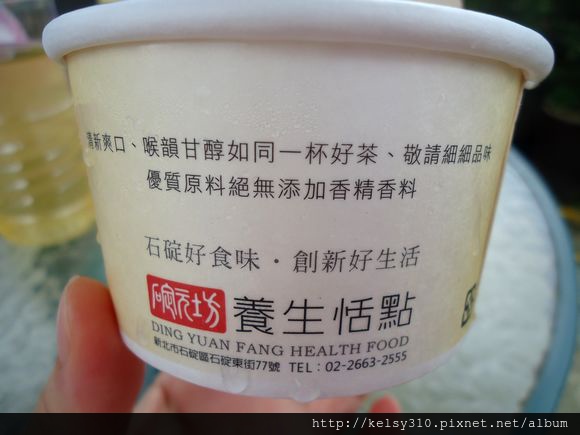 清新爽口、喉韻甘醇如同一杯好茶、敬請細細品味
優質原料絕無添加香精香料
石碇好食味·創新好生活
碇元坊 養生恬點
DING YUAN FANG HEALTH FOOD
新北市石碇區石碇東街77號 TEL：02-2663-2555
http://kelsy310.pixnet.net/album